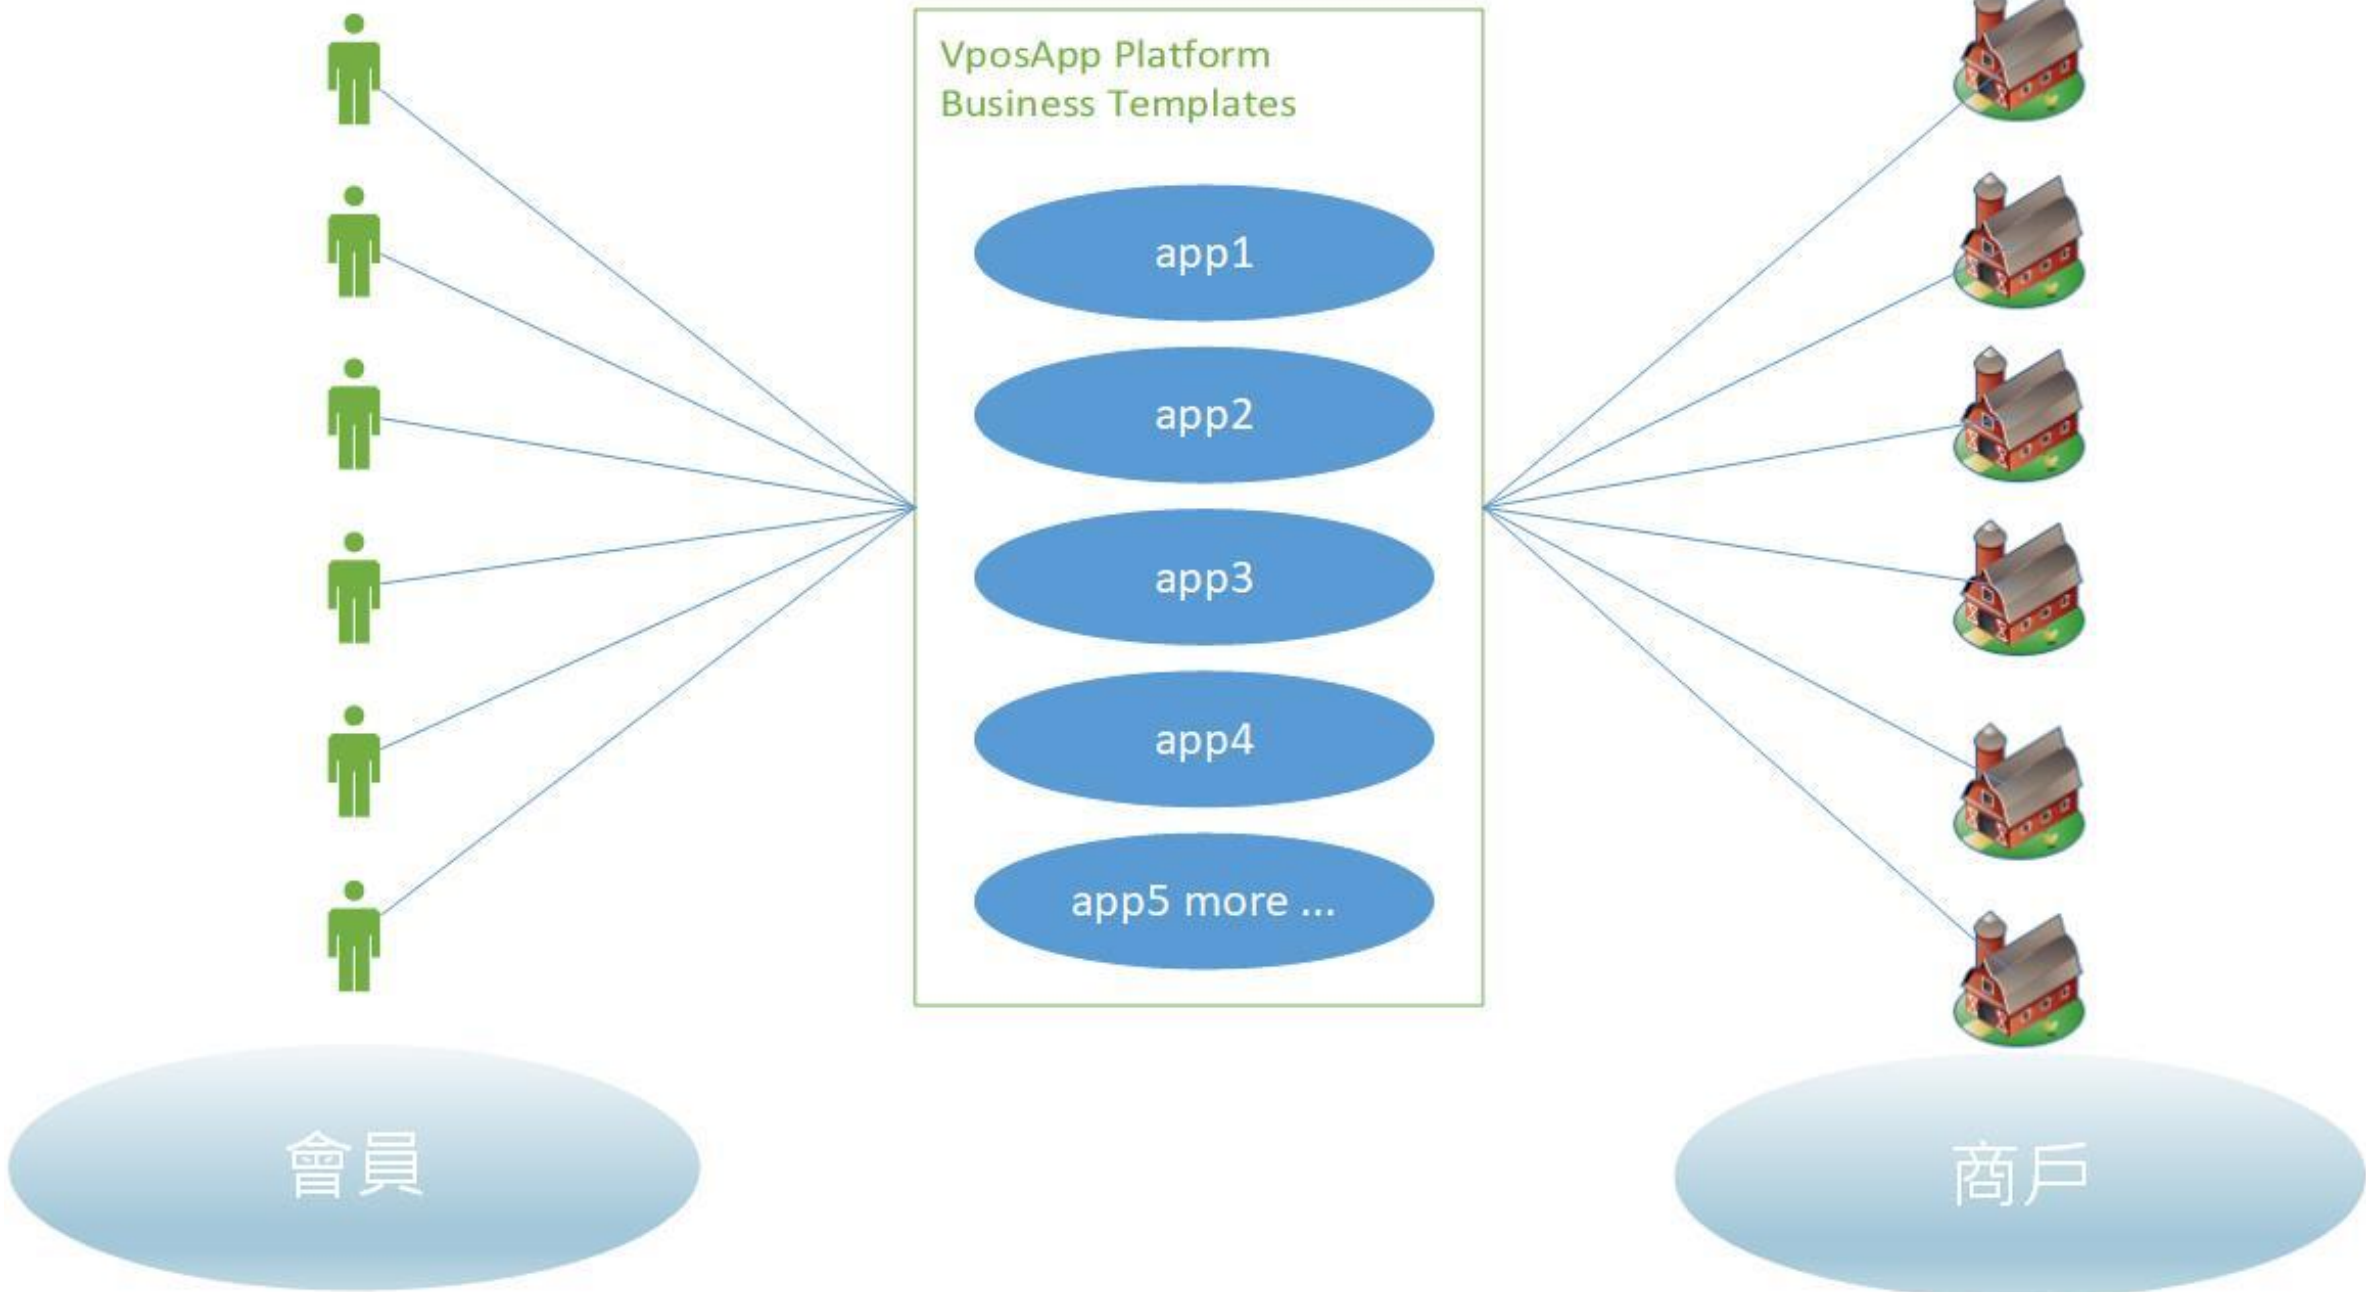 VposApp Platform
Business Templates
app1
app2
app3
app4
app5 more ...
會員
商戶